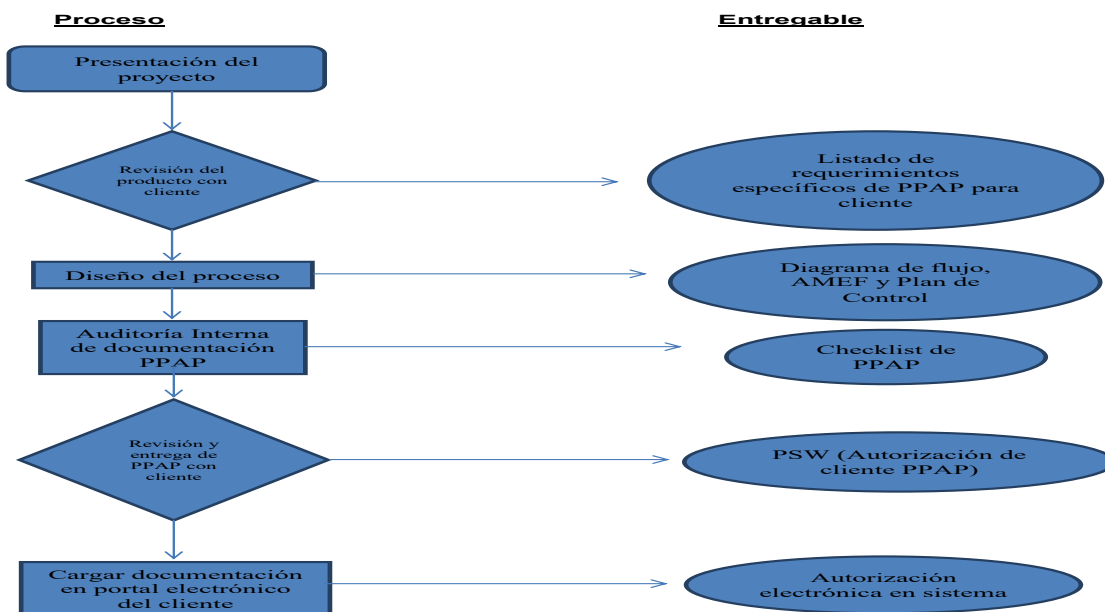 Proceso
Entregable
Presentación del
proyecto
Revisión del
producto con
cliente
Listado de
requerimientos
específicos de PPAP para
cliente
Diseño del proceso
Diagrama de flujo,
AMEF y Plan de
Control
Auditoría Interna
de documentación
PPAP
Checklist de
PPAP
Revisión y
entrega de
PPAP con
cliente
PSW (Autorización de
cliente PPAP)
Cargar documentación
en portal electrónico
del cliente
Autorización
electrónica en sistema